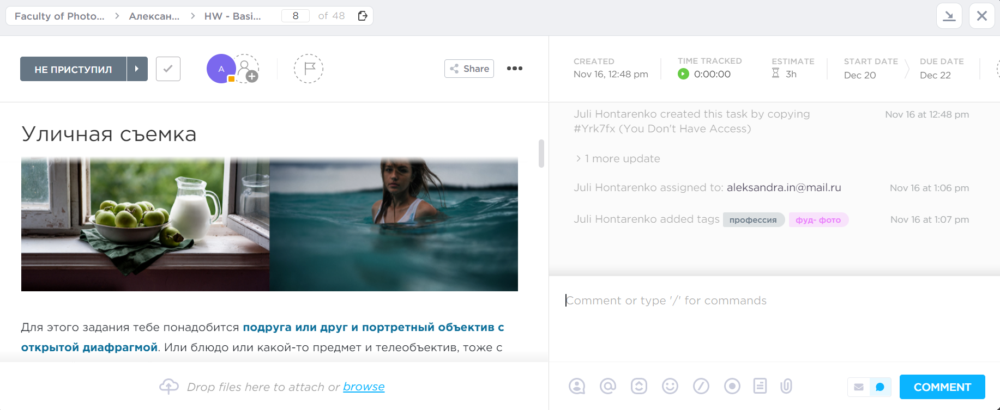 Faculty of Photo... > Алексан... > HW - Basi... 8 of 48
НЕ ПРИСТУПИЛ
A
Share
CREATED
Nov 16, 12:48 pm
TIME TRACKED
0:00:00
ESTIMATE
3h
START DATE
Dec 20
DUE DATE
Dec 22
Уличная съемка
Для этого задания тебе понадобится подруга или друг и портретный объектив с
открытой диафрагмой. Или блюдо или какой-то предмет и телеобъектив, тоже с
Drop files here to attach or browse
Juli Hontarenko created this task by copying Nov 16 at 12:48 pm
#Yrk7fx (You Don't Have Access)
> 1 more update
Juli Hontarenko assigned to: aleksandra.in@mail.ru Nov 16 at 1:06 pm
Juli Hontarenko added tags профессия фуд- фото Nov 16 at 1:07 pm
Comment or type '/' for commands
COMMENT